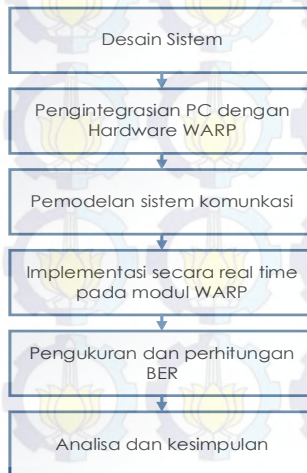 Desain Sistem
Pengintegrasian PC dengan
Hardware WARP
Pemodelan sistem komunkasi
Implementasi secara real time
pada modul WARP
Pengukuran dan perhitungan
BER
Analisa dan kesimpulan